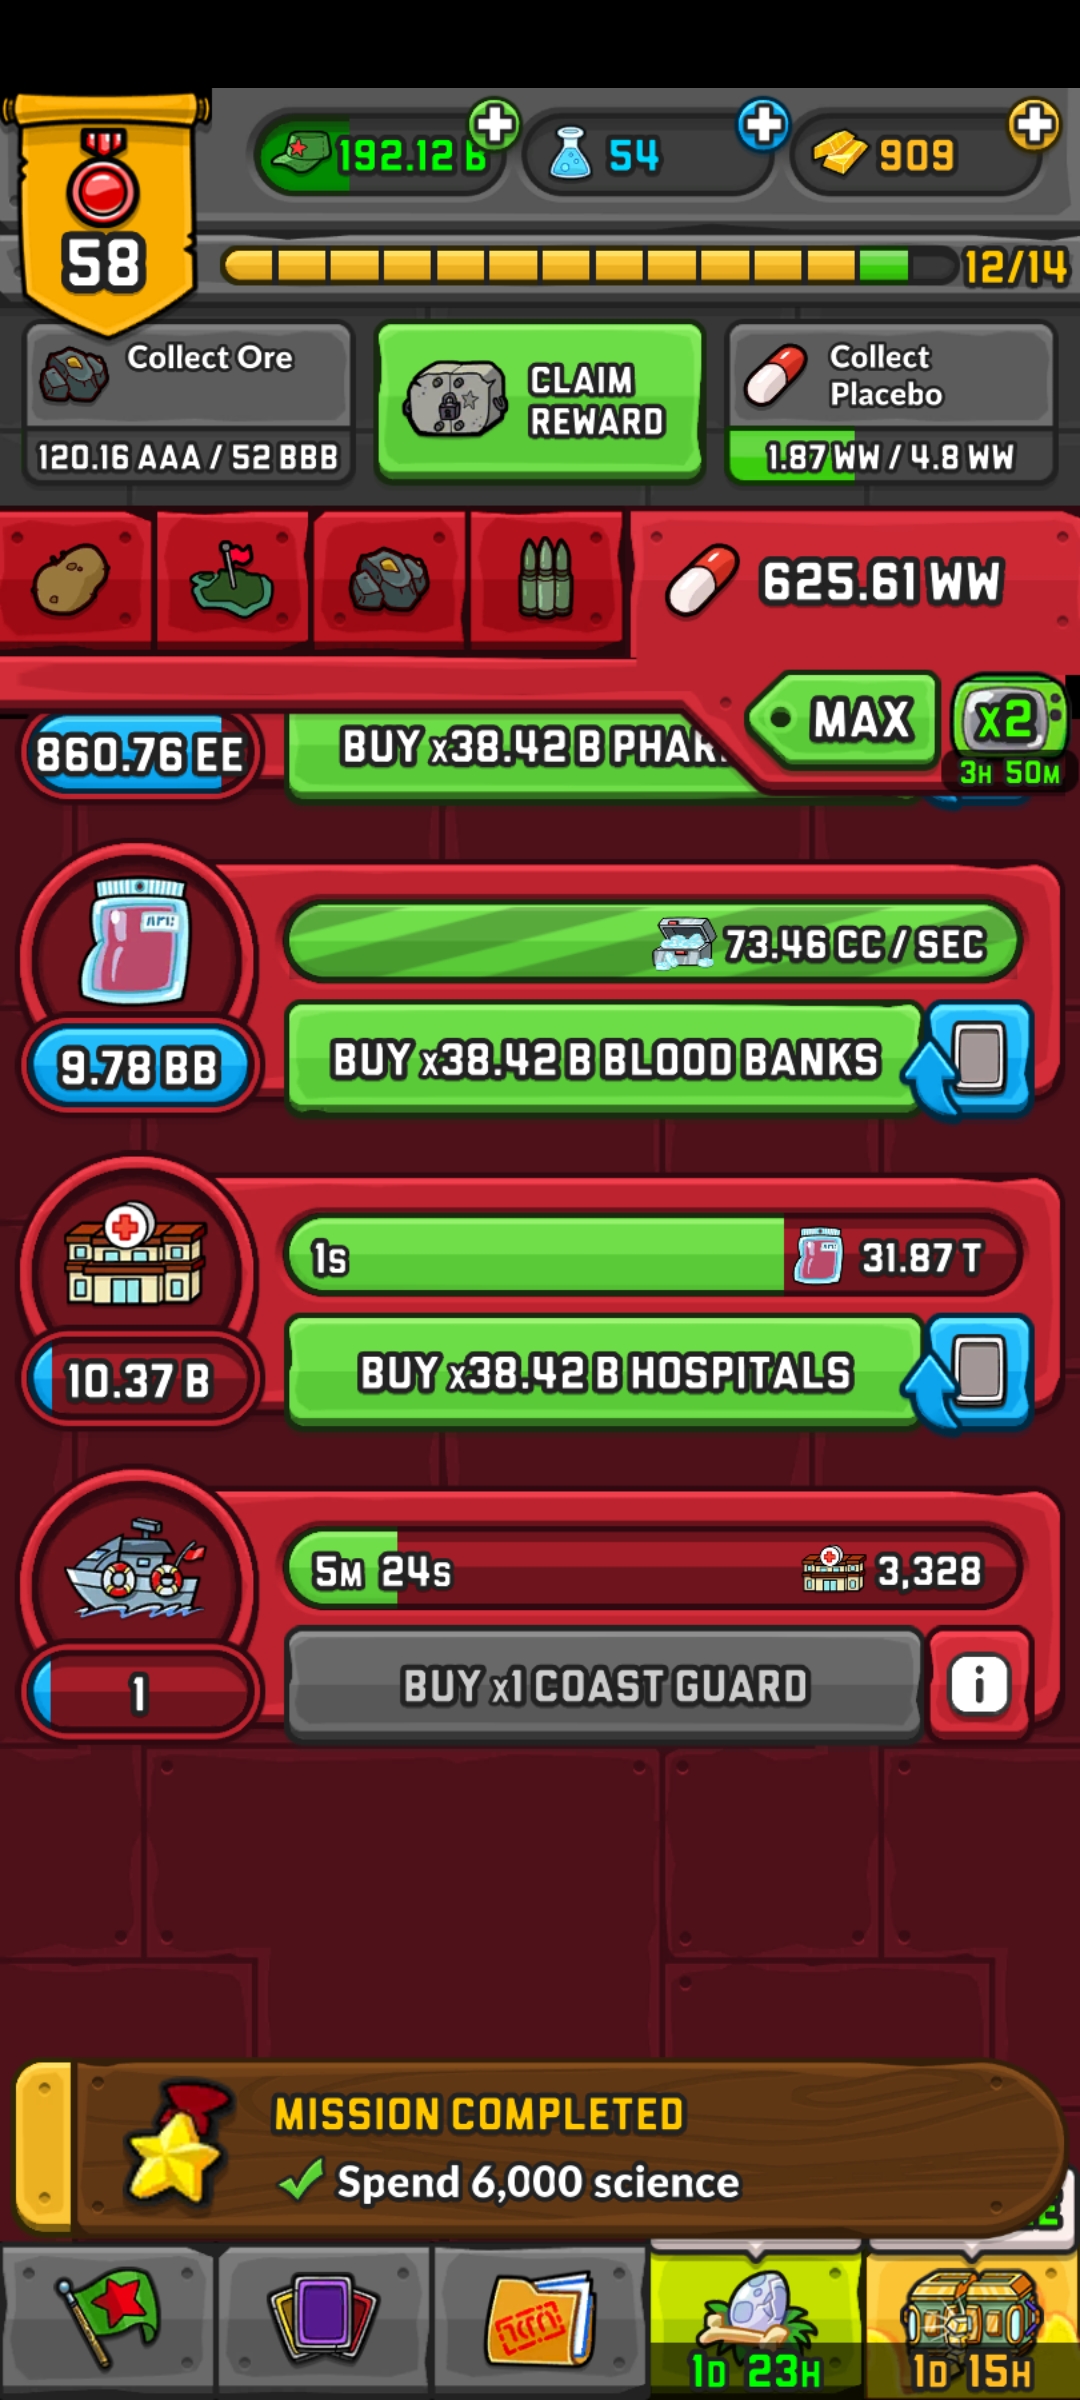 192.12 B
54
909
58
12/14
Collect Ore
120.16 AAA / 52 BBB
CLAIM
REWARD
Collect
Placebo
1.87 WW / 4.8 WW
625.61 WW
MAX
x2
3H 50M
860.76 EE
BUY x38.42 B PHAR
73.46 CC / SEC
9.78 BB
BUY x38.42 B BLOOD BANKS
1S
31.87 T
10.37 B
BUY x38.42 B HOSPITALS
5M 24S
3,328
1
BUY x1 COAST GUARD
i
MISSION COMPLETED
Spend 6,000 science
1D 23H
1D 15H